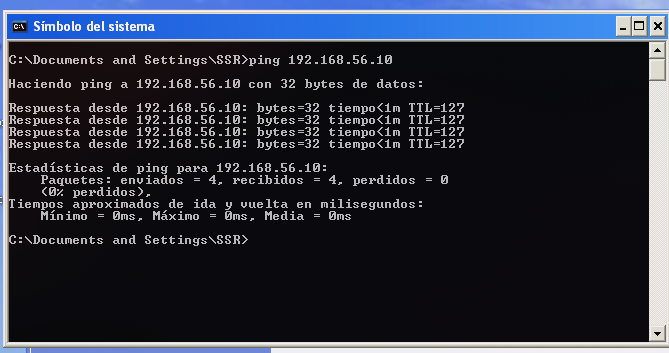 Símbolo del sistema
C:\Documents and Settings\SSR>ping 192.168.56.10
Haciendo ping a 192.168.56.10 con 32 bytes de datos:
Respuesta desde 192.168.56.10: bytes=32 tiempo<1m TTL=127
Respuesta desde 192.168.56.10: bytes=32 tiempo<1m TTL=127
Respuesta desde 192.168.56.10: bytes=32 tiempo<1m TTL=127
Respuesta desde 192.168.56.10: bytes=32 tiempo<1m TTL=127
Estadísticas de ping para 192.168.56.10:
Paquetes: enviados = 4, recibidos = 4, perdidos = 0
(0% perdidos),
Tiempos aproximados de ida y vuelta en milisegundos:
Mínimo = 0ms, Máximo = 0ms, Media = 0ms
C:\Documents and Settings\SSR>